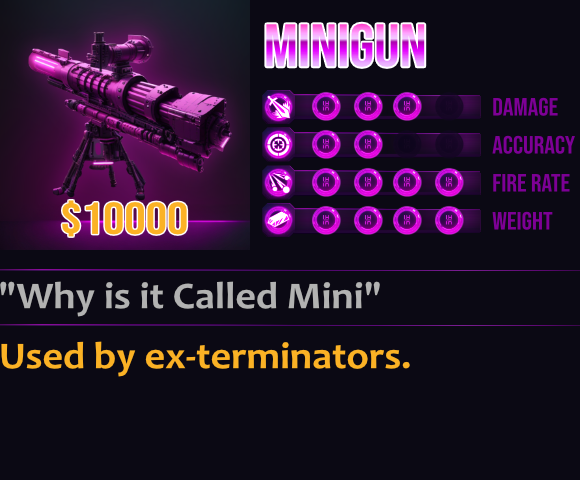 MINIGUN
DAMAGE
ACCURACY
FIRE RATE
WEIGHT
$10000
"Why is it Called Mini"
Used by ex-terminators.